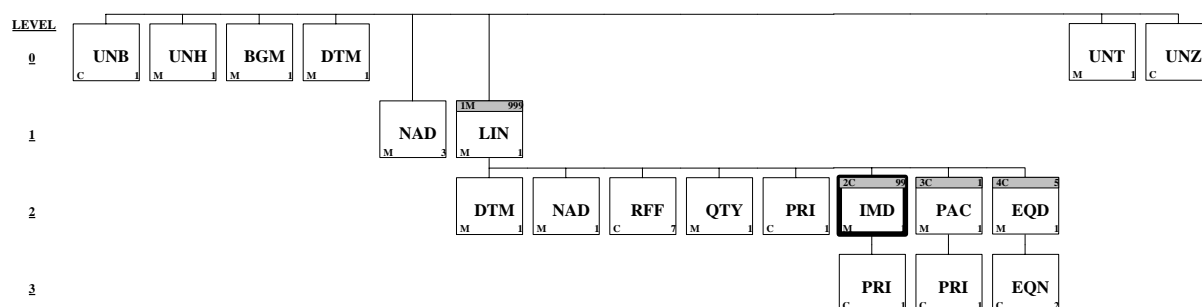 LEVEL
0 UNB UNH BGM DTM UNT UNZ
C 1 M 1 M 1 M 1 M 1 C
1M 999
1 NAD LIN
M 3 M 1
2C 99 3C 1 4C 5
2 DTM NAD RFF QTY PRI IMD PAC EQD
M 1 M 1 C 7 M 1 C 1 M M 1 M 1
3 PRI PRI EQN
C 1 C 1 C 2